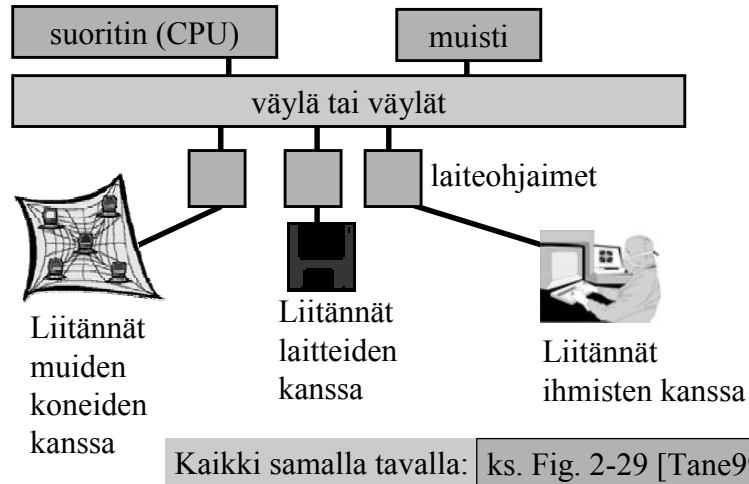 suoritin (CPU)
muisti
väylä tai väylät
laiteohjaimet
Liitännät
muiden
koneiden
kanssa
Liitännät
laitteiden
kanssa
Liitännät
ihmisten kanssa
Kaikki samalla tavalla: ks. Fig. 2-29 [Tane9